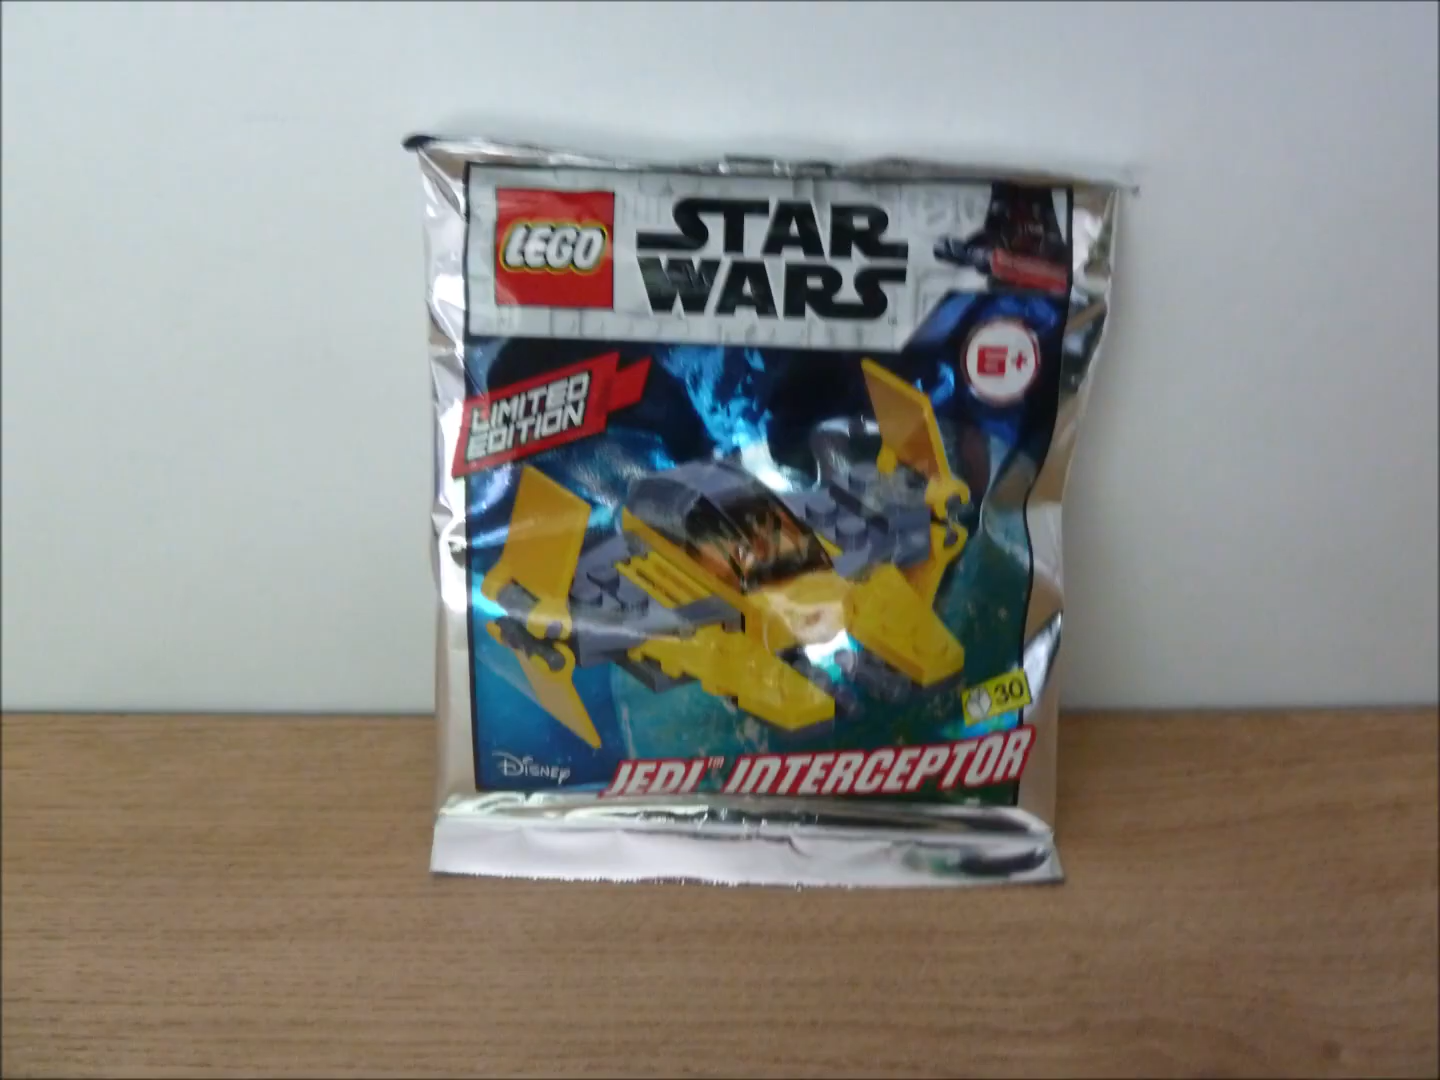 LEGO
STAR
WARS
6+
LIMITED
EDITION
30
Disney
JEDI™ INTERCEPTOR